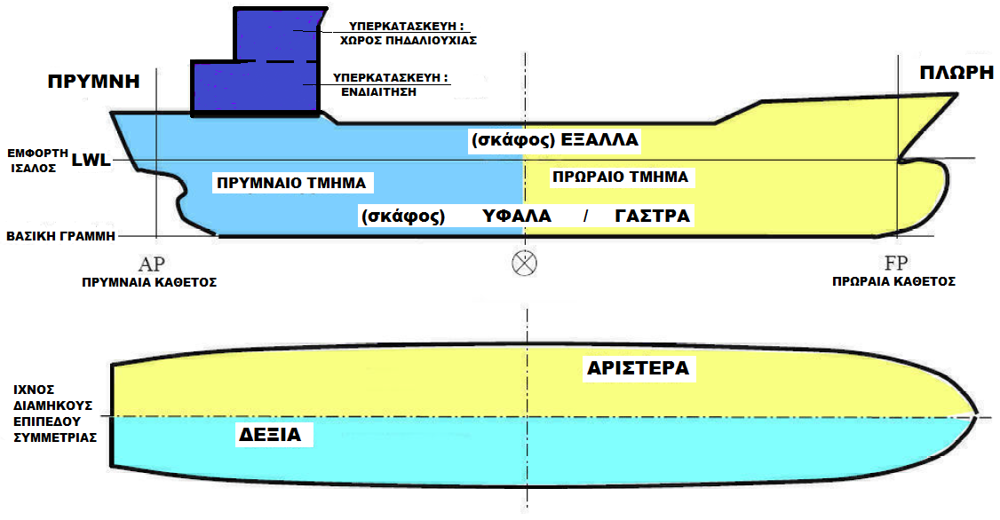 ΥΠΕΡΚΑΤΑΣΚΕΥΗ :
ΧΩΡΟΣ ΠΗΔΑΛΙΟΥΧΙΑΣ
ΠΡΥΜΝΗ
ΥΠΕΡΚΑΤΑΣΚΕΥΗ :
ΕΝΔΙΑΙΤΗΣΗ
ΠΛΩΡΗ
(σκάφος) ΕΞΑΛΛΑ
ΕΜΦΟΡΤΗ
ΙΣΑΛΟΣ
LWL
ΠΡΥΜΝΑΙΟ ΤΜΗΜΑ
ΠΡΩΡΑΙΟ ΤΜΗΜΑ
(σκάφος) ΥΦΑΛΑ / ΓΑΣΤΡΑ
ΒΑΣΙΚΗ ΓΡΑΜΜΗ
AP
FP
ΠΡΥΜΝΑΙΑ ΚΑΘΕΤΟΣ
ΠΡΩΡΑΙΑ ΚΑΘΕΤΟΣ
ΑΡΙΣΤΕΡΑ
ΙΧΝΟΣ
ΔΙΑΜΗΚΟΥΣ
ΕΠΙΠΕΔΟΥ
ΣΥΜΜΕΤΡΙΑΣ
ΔΕΞΙΑ